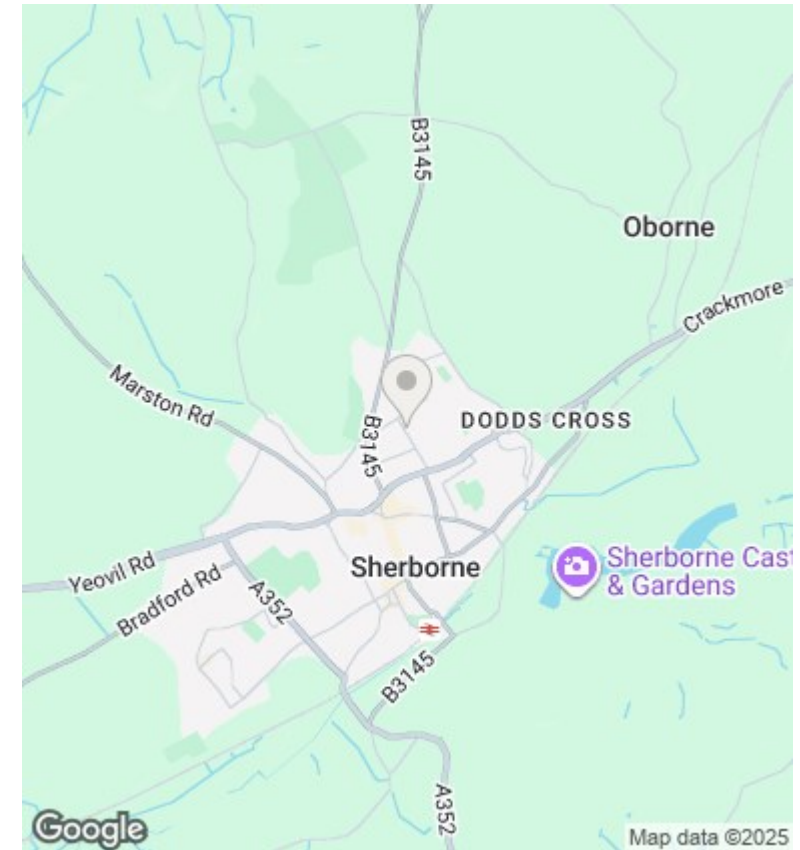 B3145
Oborne
Crackmore
Marston Rd
B3145
DODDS CROSS
Sherborne
Sherborne Cast
& Gardens
Yeovil Rd
Bradford Rd
A352
B3145
A352
Google
Map data ©2025